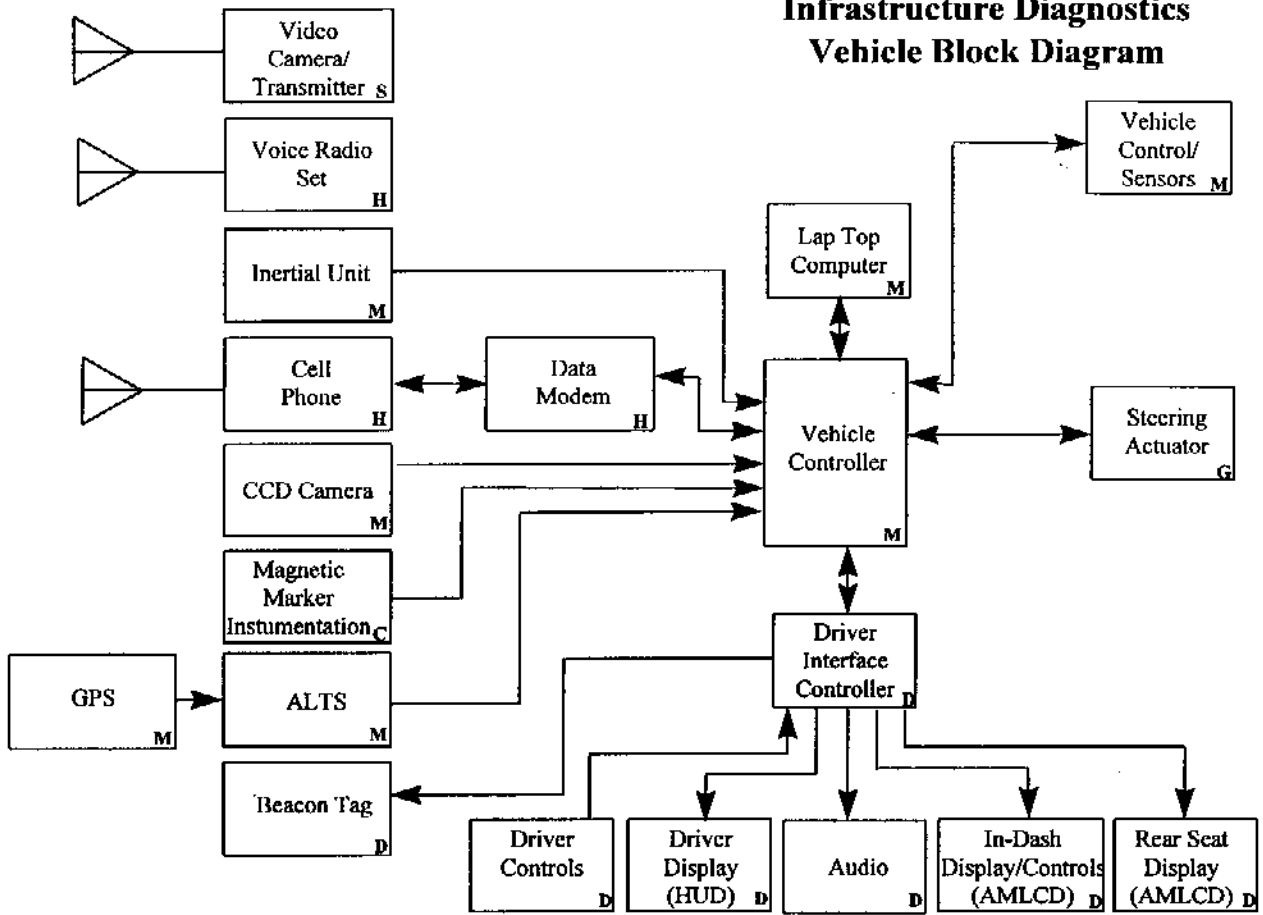 Infrastructure Diagnostics
Vehicle Block Diagram
Video
Camera/
Transmitter S
Voice Radio
Set
H
Inertial Unit
M
Cell
Phone
H
Data
Modem
H
CCD Camera
M
Magnetic
Marker
Instumentation C
GPS
M
ALTS
M
Beacon Tag
D
Lap Top
Computer
M
Vehicle
Controller
M
Vehicle
Control/
Sensors M
Steering
Actuator
G
Driver
Interface
Controller D
Driver
Controls
D
Driver
Display
(HUD) D
Audio
D
In-Dash
Display/Controls
(AMLCD) D
Rear Seat
Display
(AMLCD) D